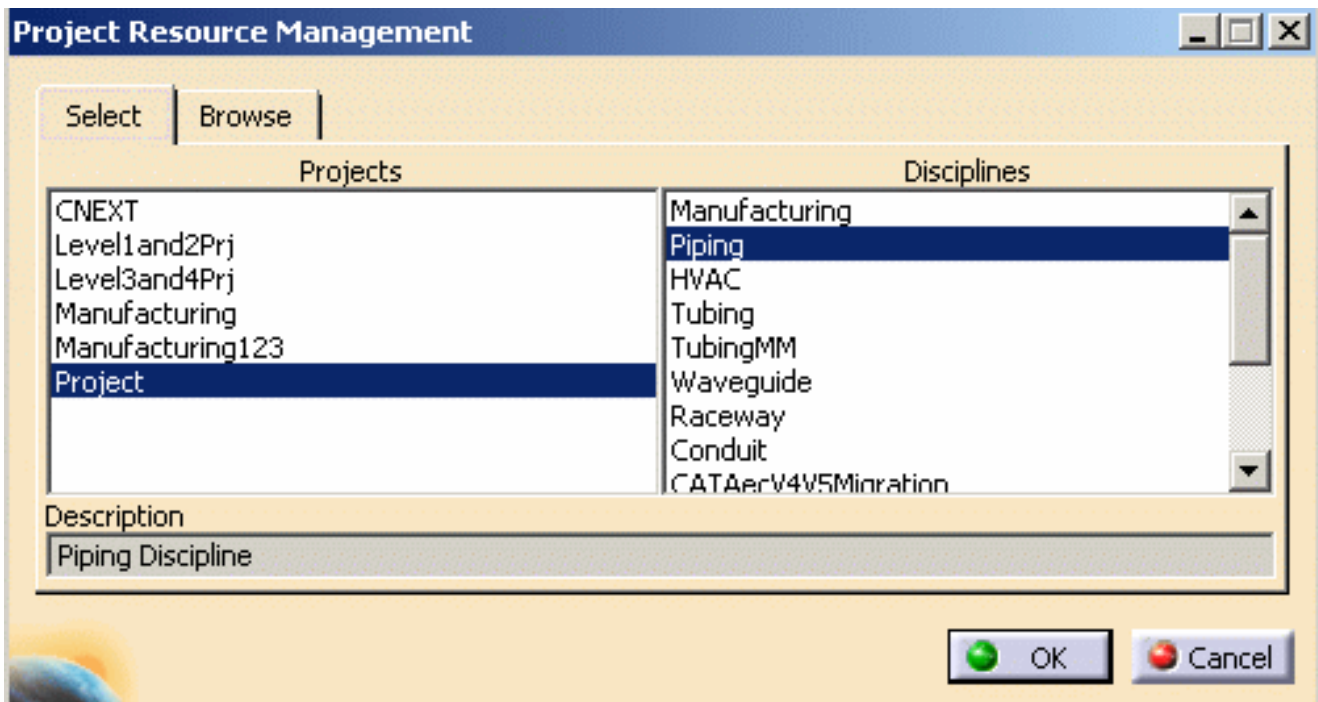 Project Resource Management
Select
Browse
Projects
Disciplines
CNEXT
Level1and2Prj
Level3and4Prj
Manufacturing
Manufacturing123
Project
Manufacturing
Piping
HVAC
Tubing
TubingMM
Waveguide
Raceway
Conduit
CATAecV4V5Migration
Description
Piping Discipline
OK
Cancel